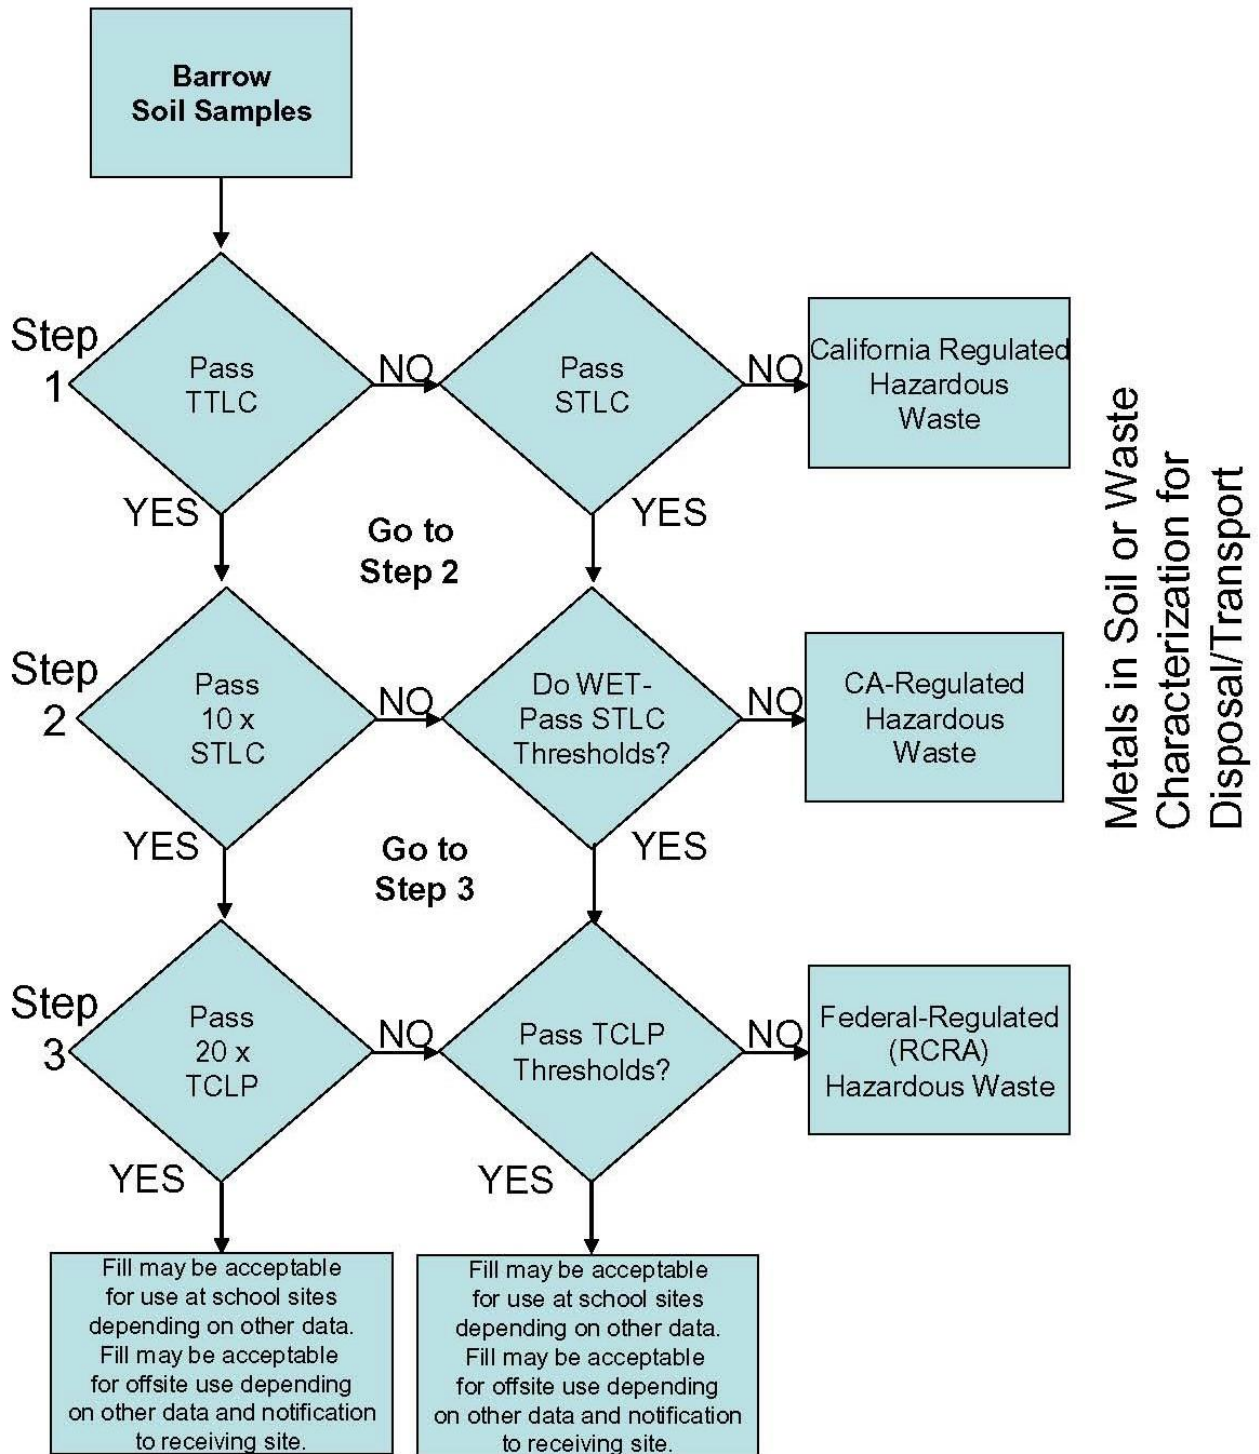 Barrow
Soil Samples
Step
1
Pass
TTLC
NO
Pass
STLC
NO
California Regulated
Hazardous
Waste
YES
Go to
Step 2
YES
Step
2
Pass
10 x
STLC
NO
Do WET-
Pass STLC
Thresholds?
NO
CA-Regulated
Hazardous
Waste
YES
Go to
Step 3
YES
Step
3
Pass
20 x
TCLP
NO
Pass TCLP
Thresholds?
NO
Federal-Regulated
(RCRA)
Hazardous Waste
YES
YES
Fill may be acceptable
for use at school sites
depending on other data.
Fill may be acceptable
for offsite use depending
on other data and notification
to receiving site.
Fill may be acceptable
for use at school sites
depending on other data.
Fill may be acceptable
for offsite use depending
on other data and notification
to receiving site.
Metals in Soil or Waste
Characterization for
Disposal/Transport